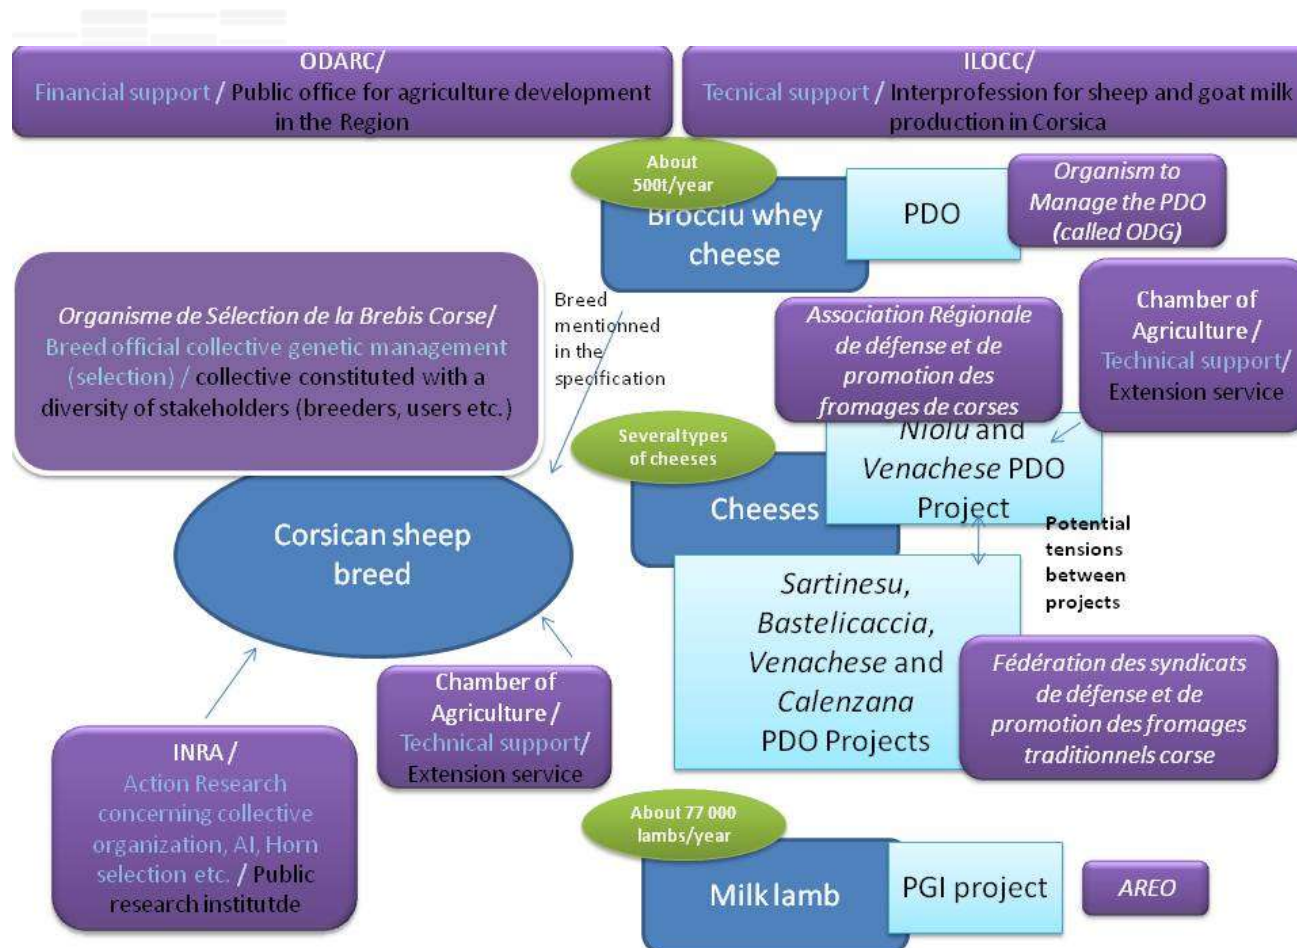 ODARC/
Financial support / Public office for agriculture development
in the Region
ILOCC/
Tecnical support / Interprofession for sheep and goat milk
production in Corsica
About
500t/year
Brocciu whey
cheese
PDO
Organism to
Manage the PDO
(called ODG)
Organisme de Sélection de la Brebis Corse/
Breed official collective genetic management
(selection) / collective constituted with a
diversity of stakeholders (breeders, users etc.)
Breed
mentionned
in the
specification
Association Régionale
de défense et de
promotion des
fromages de corses
Chamber of
Agriculture /
Technical support/
Extension service
Several types
of cheeses
Cheeses
Niolu and
Venachese PDO
Project
Corsican sheep
breed
Potential
tensions
between
projects
Sartinesu,
Bastelicaccia,
Venachese and
Calenzana
PDO Projects
Fédération des syndicats
de défense et de
promotion des fromages
traditionnels corse
Chamber of
Agriculture /
Technical support/
Extension service
INRA /
Action Research
concerning collective
organization, AI, Horn
selection etc. / Public
research institutde
About 77 000
lambs/year
Milk lamb
PGI project
AREO